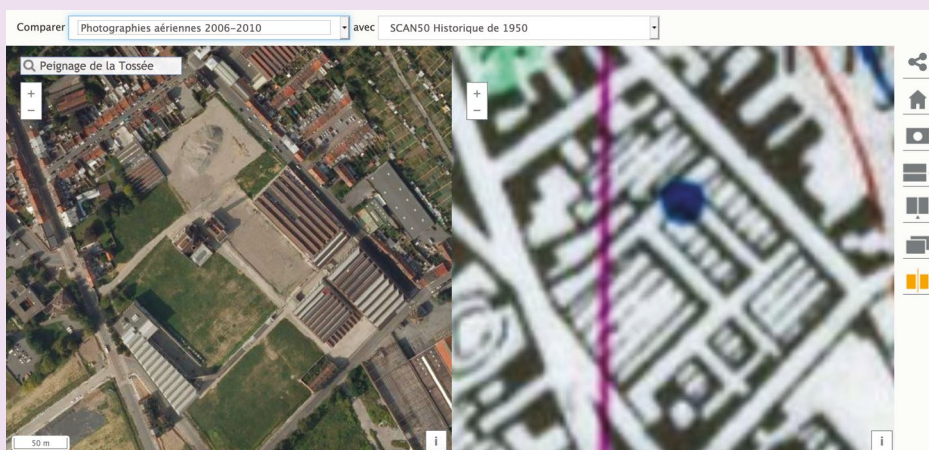 Comparer Photographies aériennes 2006-2010 avec SCAN50 Historique de 1950
Peignage de la Tossée
+
−
+
−
50 m
i
i